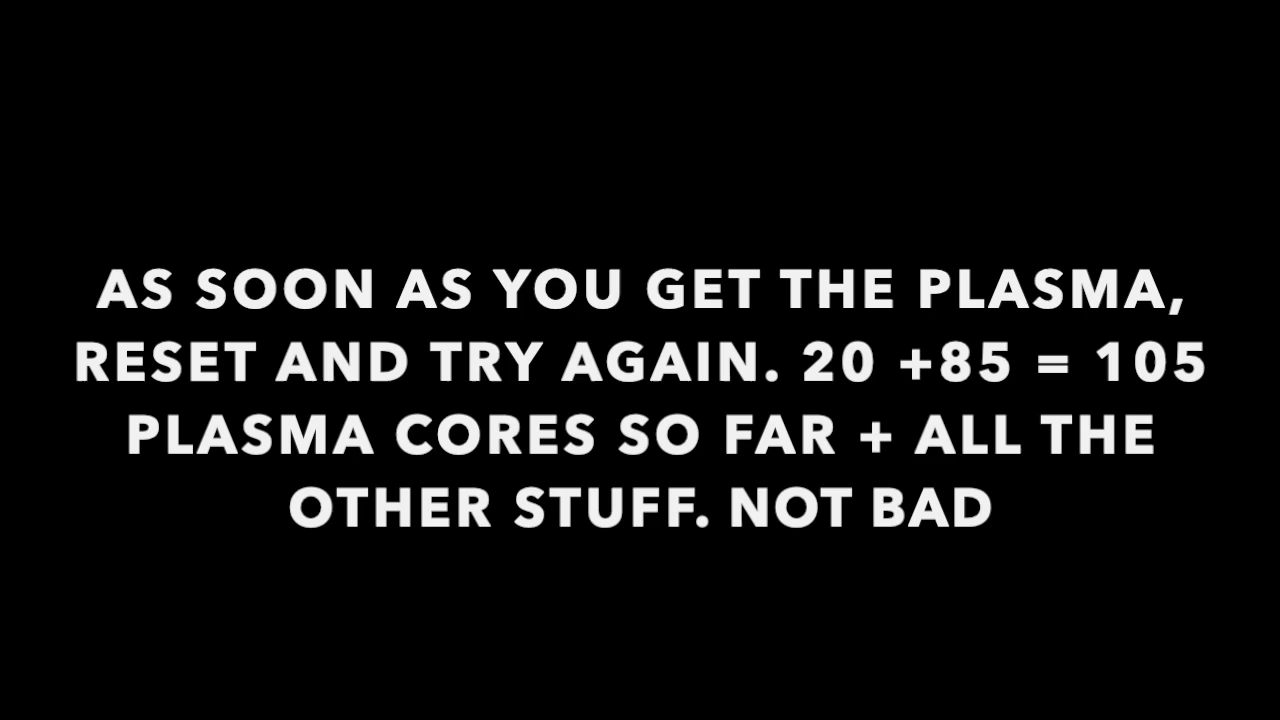 AS SOON AS YOU GET THE PLASMA,
RESET AND TRY AGAIN. 20 +85 = 105
PLASMA CORES SO FAR + ALL THE
OTHER STUFF. NOT BAD